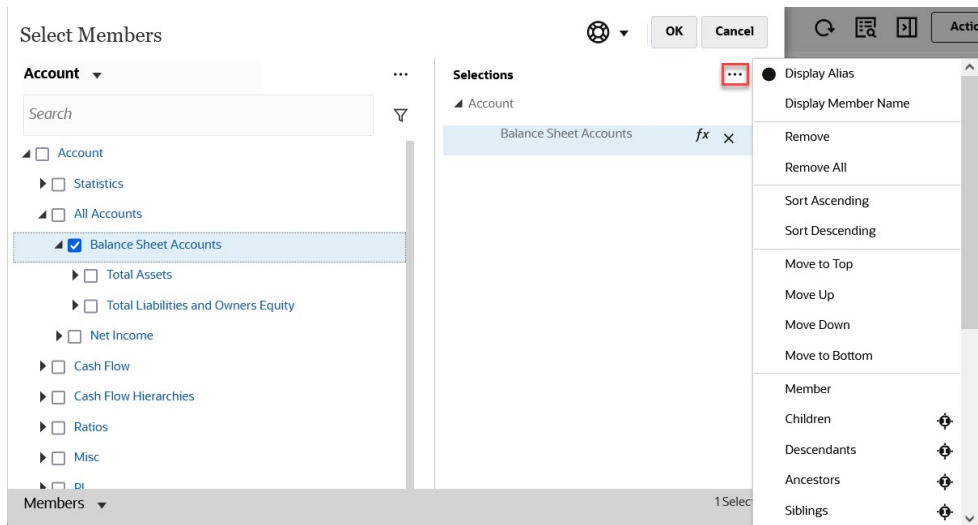 Select Members
OK
Cancel
Actio
Account
...
Search
Account
Statistics
All Accounts
Balance Sheet Accounts
Total Assets
Total Liabilities and Owners Equity
Net Income
Cash Flow
Cash Flow Hierarchies
Ratios
Misc
Members
Selections
...
Account
Balance Sheet Accounts fx
1 Selec
Display Alias
Display Member Name
Remove
Remove All
Sort Ascending
Sort Descending
Move to Top
Move Up
Move Down
Move to Bottom
Member
Children
Descendants
Ancestors
Siblings